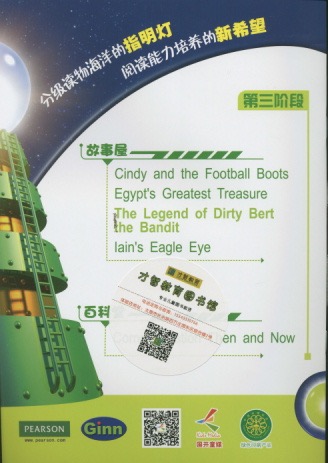 分级读物海洋的指明灯
阅读能力培养的新希望
第三阶段
故事屋
Cindy and the Football Boots
Egypt's Greatest Treasure
The Legend of Dirty Bert
the Bandit
Iain's Eagle Eye
才智教育图书馆
百科
en and Now
PEARSON
Ginn
www.pearson.com